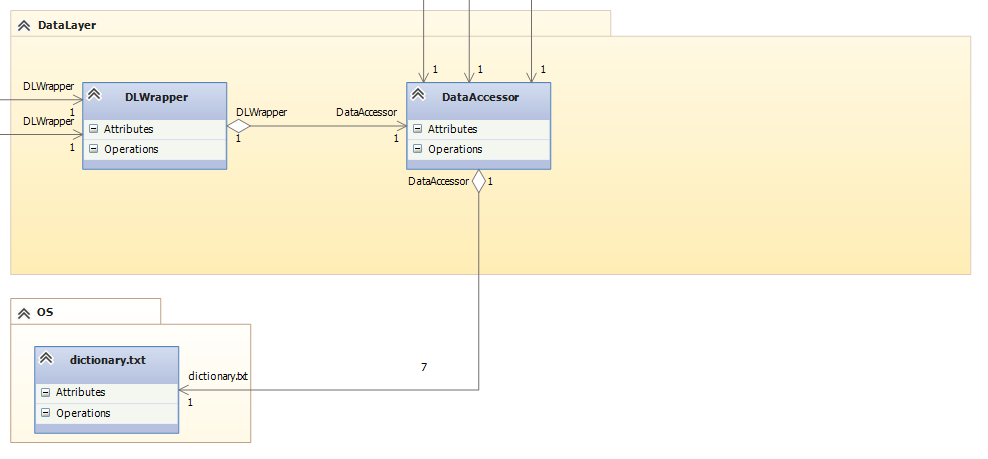 DataLayer
1 1 1
DLWrapper
1
DLWrapper
1
DLWrapper
Attributes
Operations
DLWrapper
1
DataAccessor
1
DataAccessor
Attributes
Operations
DataAccessor 1
OS
dictionary.txt
Attributes
Operations
dictionary.txt
1
7